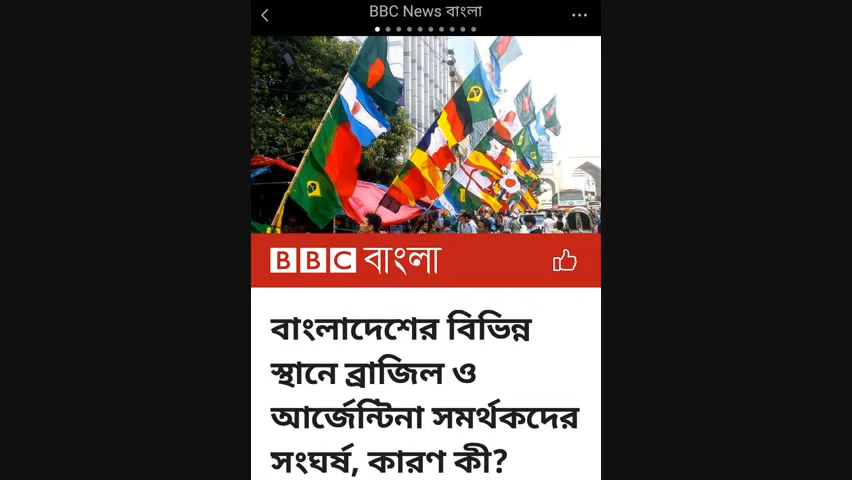 BBC News বাংলা
BBC বাংলা
বাংলাদেশের বিভিন্ন
স্থানে ব্রাজিল ও
আর্জেন্টিনা সমর্থকদের
সংঘর্ষ, কারণ কী?